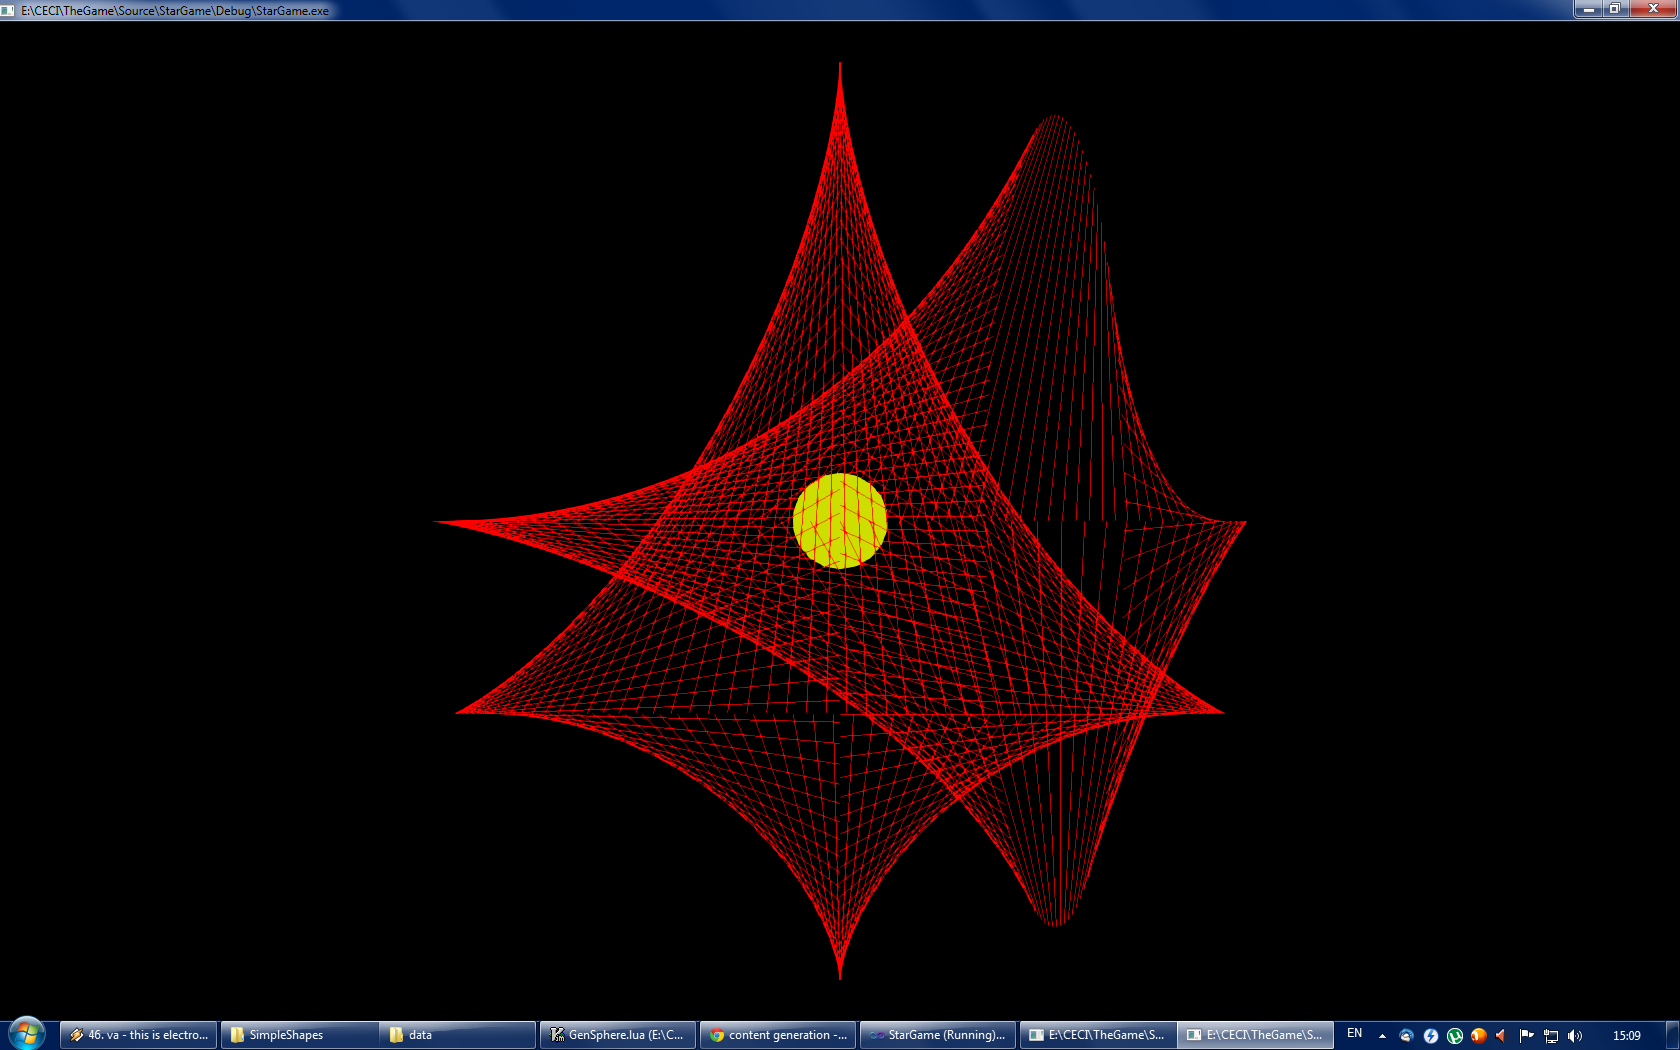 E:\CECI\TheGame\Source\StarGame\Debug\StarGame.exe
46. va - this is electro...
SimpleShapes
data
GenSphere.lua (E:\C...
content generation -...
StarGame (Running)...
E:\CECI\TheGame\S...
E:\CECI\TheGame\S...
EN
15:09